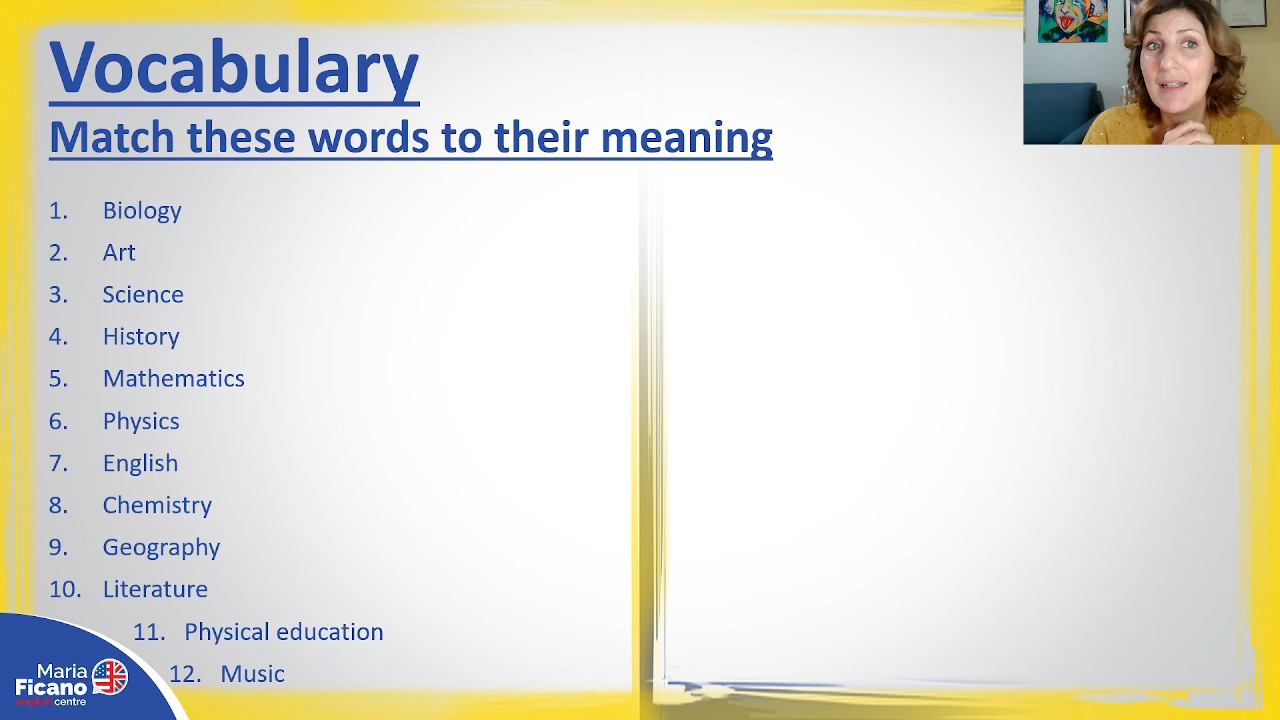 Vocabulary
Match these words to their meaning
1. Biology
2. Art
3. Science
4. History
5. Mathematics
6. Physics
7. English
8. Chemistry
9. Geography
10. Literature
11. Physical education
12. Music
Maria
Ficano
english centre